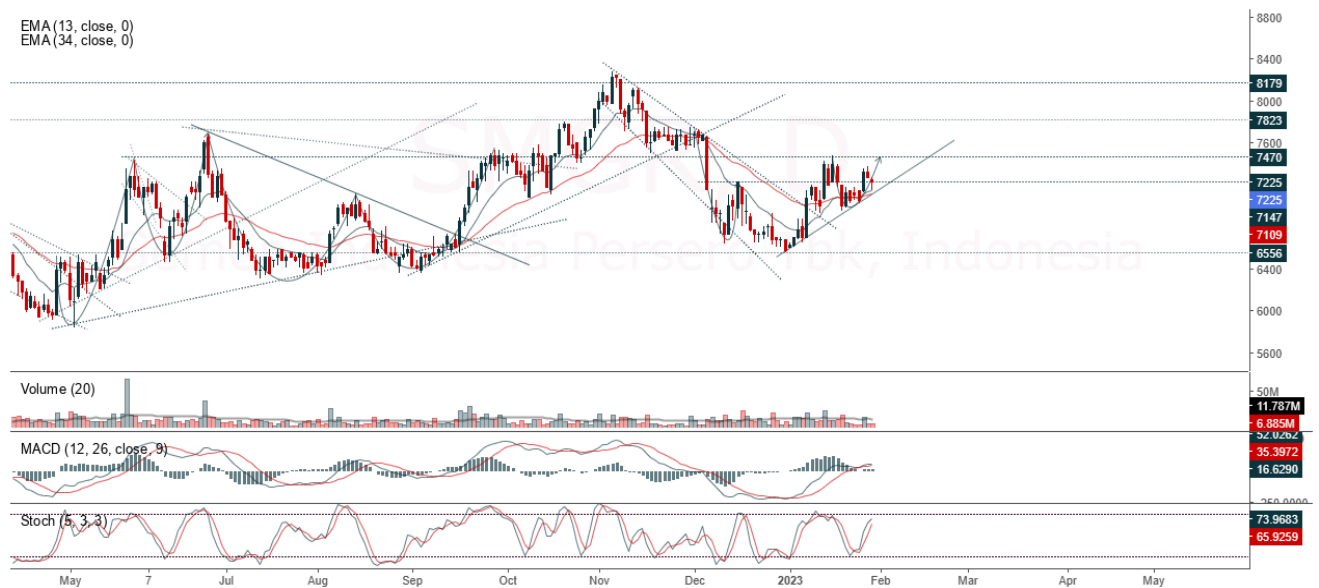 EMA (13, close, 0)
EMA (34, close, 0)
8800
8400
8179
8000
7823
7600
7470
7225
7225
7147
7109
6556
6400
6000
5600
Volume (20)
50M
11.787M
6.885M
MACD (12, 26, close, 9)
52.0262
35.3972
16.6290
Stoch (5, 3, 3)
73.9683
65.9259
May 7 Jul Aug Sep Oct Nov Dec 2023 Feb Mar Apr May